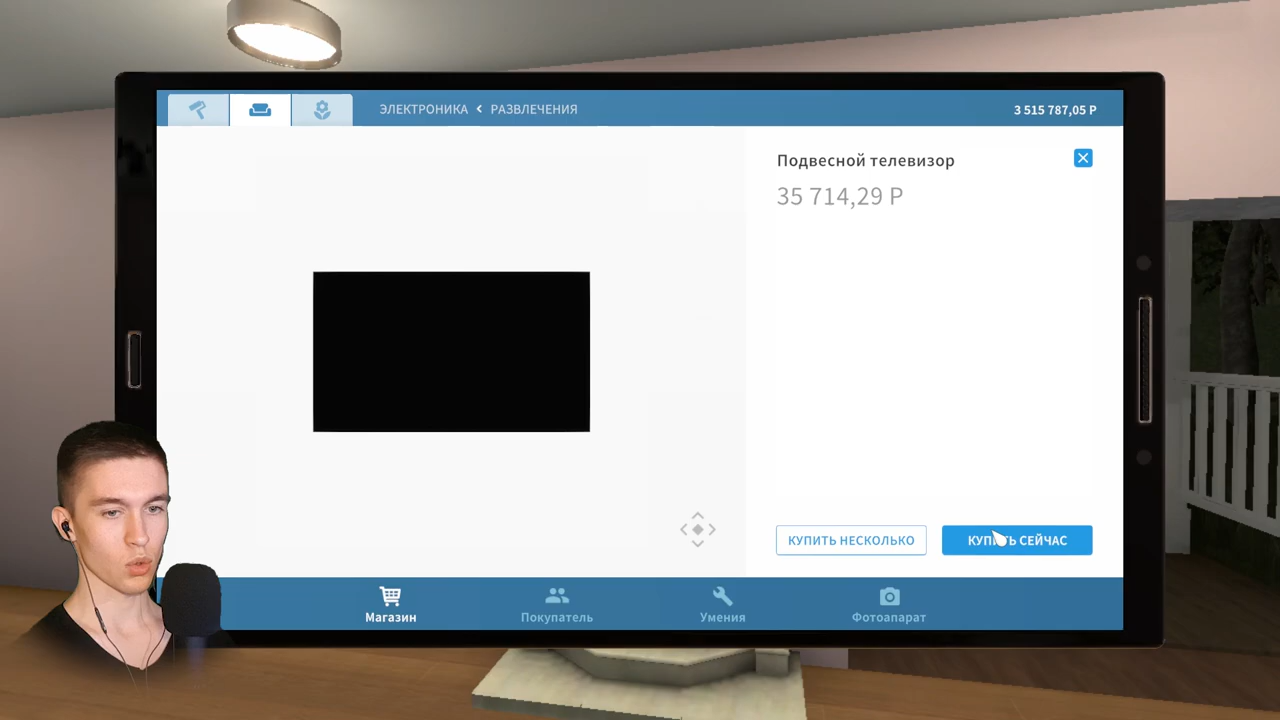 ЭЛЕКТРОНИКА < РАЗВЛЕЧЕНИЯ
3 515 787,05 Р
Подвесной телевизор
35 714,29 Р
КУПИТЬ НЕСКОЛЬКО
КУПИТЬ СЕЙЧАС
Магазин
Покупатель
Умения
Фотоапарат